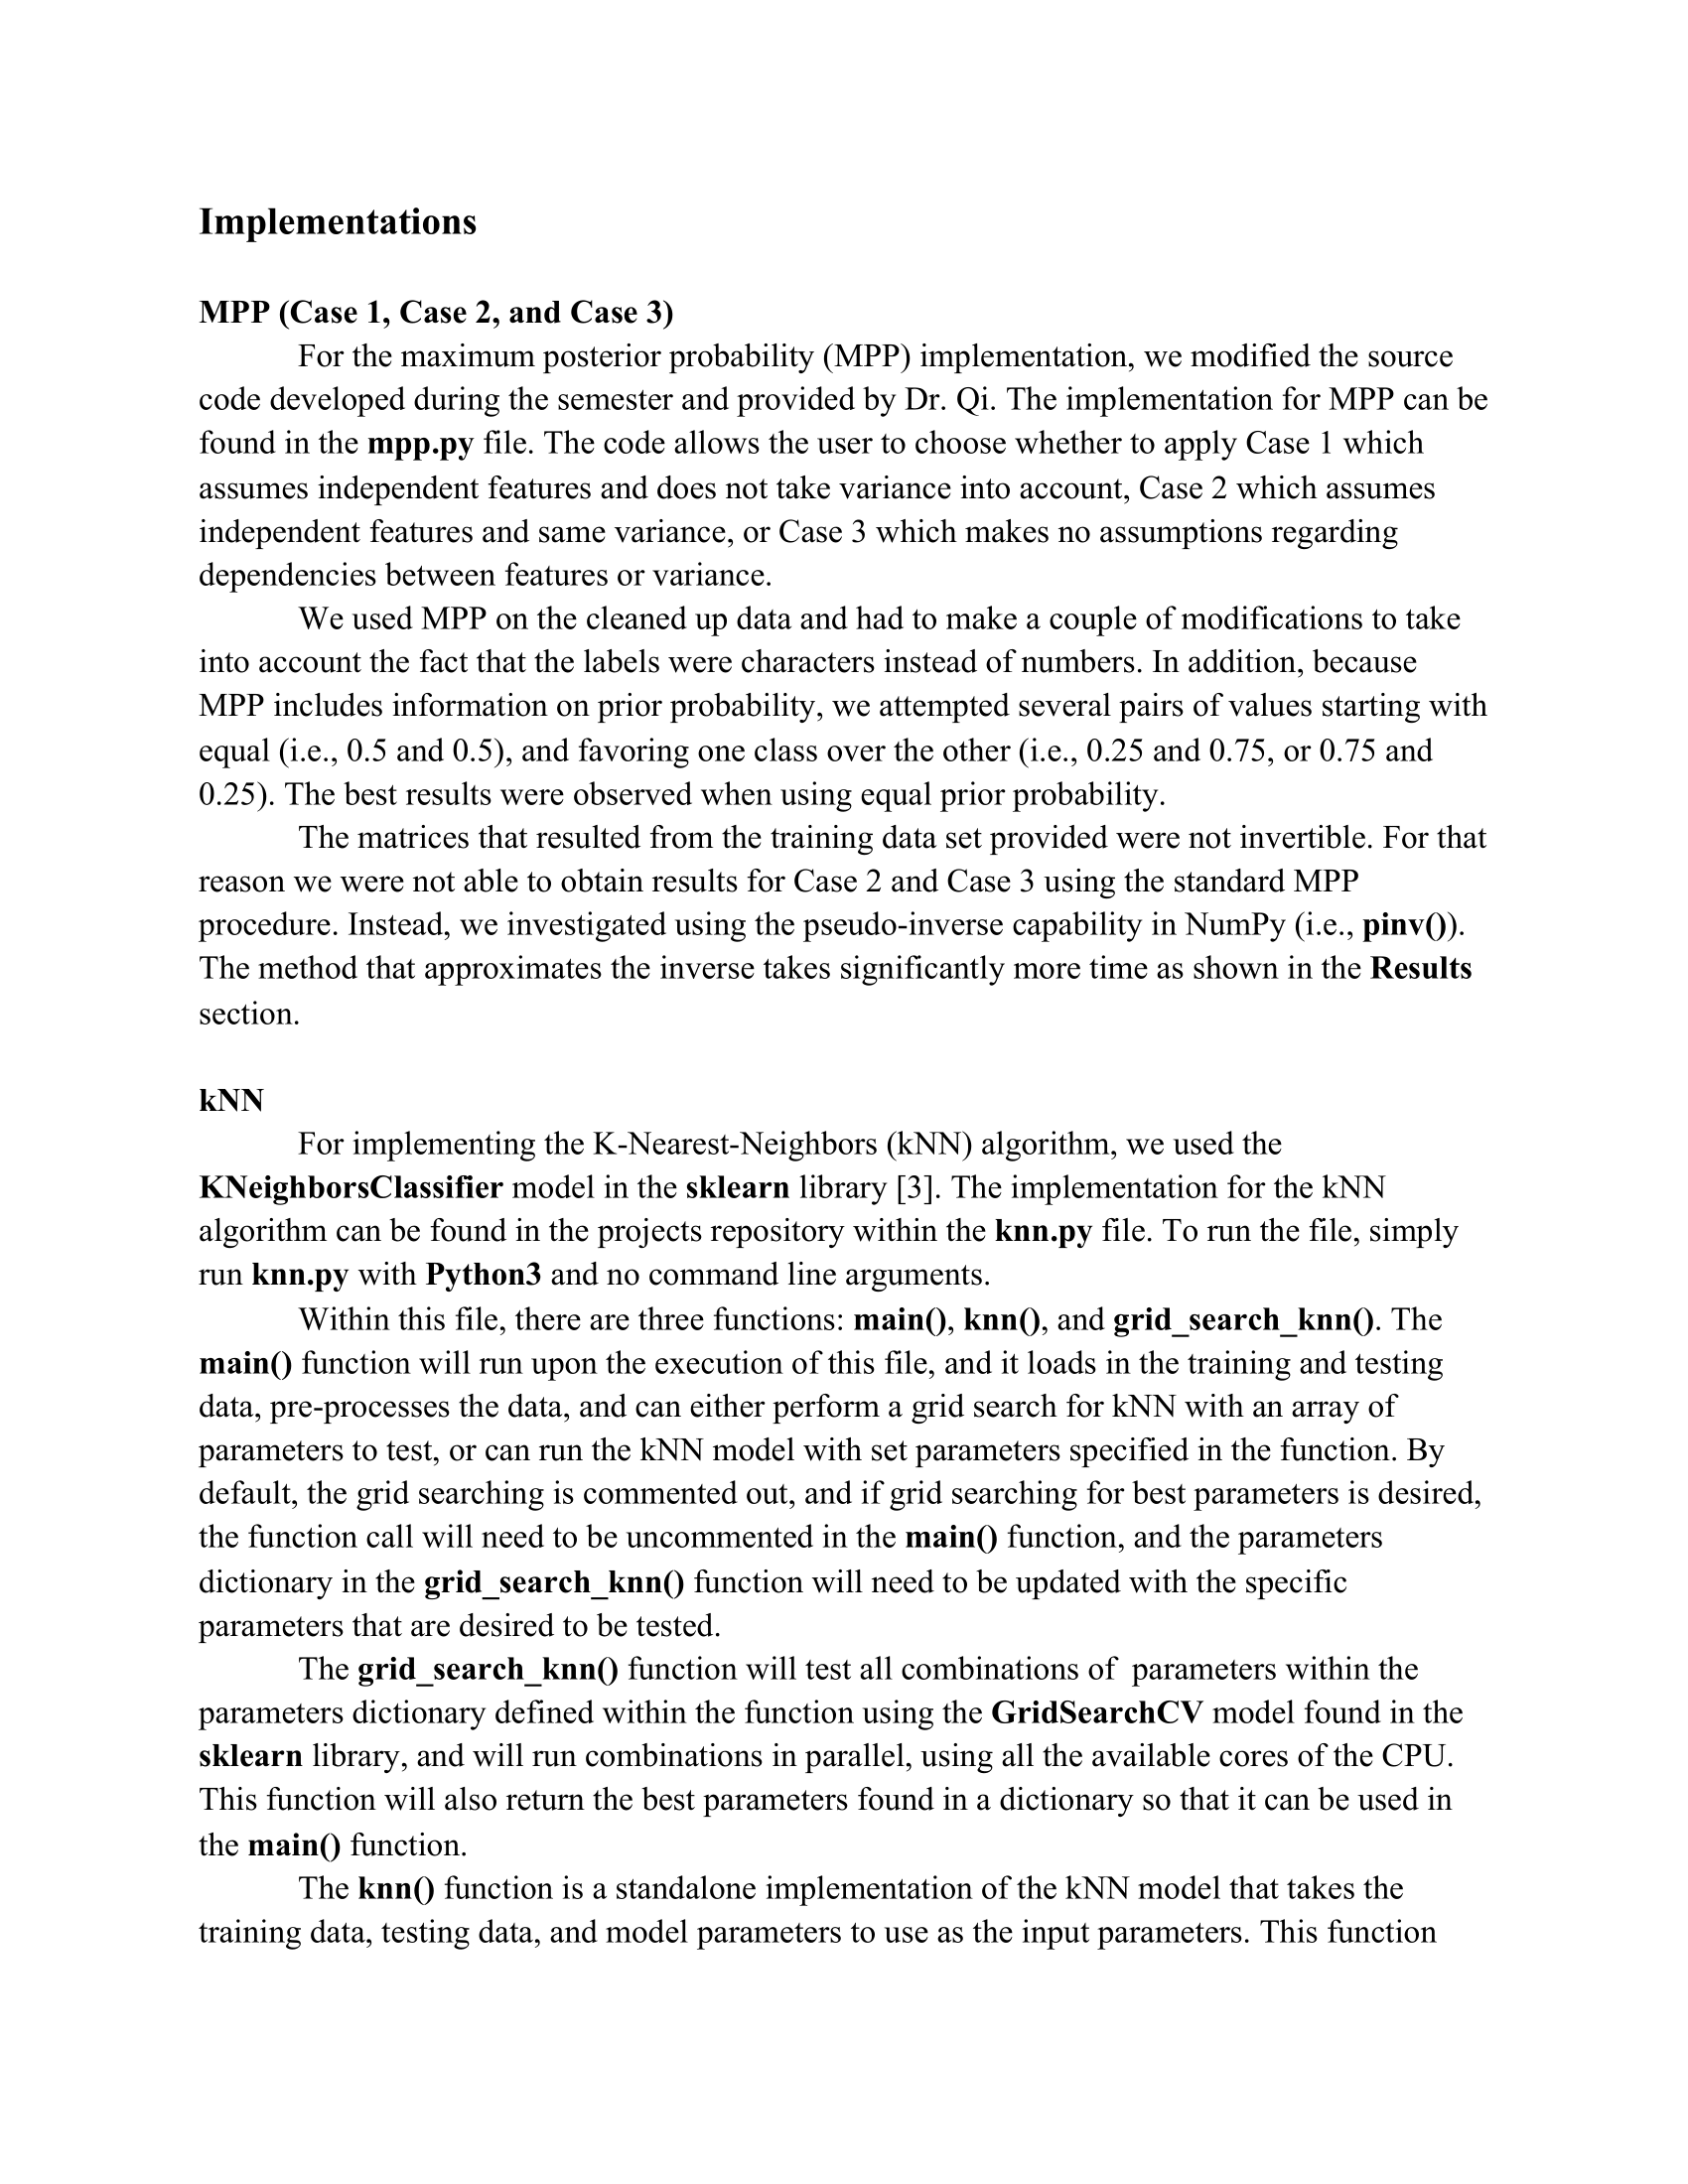 Implementations
MPP (Case 1, Case 2, and Case 3)
For the maximum posterior probability (MPP) implementation, we modified the source
code developed during the semester and provided by Dr. Qi. The implementation for MPP can be
found in the mpp.py file. The code allows the user to choose whether to apply Case 1 which
assumes independent features and does not take variance into account, Case 2 which assumes
independent features and same variance, or Case 3 which makes no assumptions regarding
dependencies between features or variance.
We used MPP on the cleaned up data and had to make a couple of modifications to take
into account the fact that the labels were characters instead of numbers. In addition, because
MPP includes information on prior probability, we attempted several pairs of values starting with
equal (i.e., 0.5 and 0.5), and favoring one class over the other (i.e., 0.25 and 0.75, or 0.75 and
0.25). The best results were observed when using equal prior probability.
The matrices that resulted from the training data set provided were not invertible. For that
reason we were not able to obtain results for Case 2 and Case 3 using the standard MPP
procedure. Instead, we investigated using the pseudo-inverse capability in NumPy (i.e., pinv()).
The method that approximates the inverse takes significantly more time as shown in the Results
section.
kNN
For implementing the K-Nearest-Neighbors (kNN) algorithm, we used the
KNeighborsClassifier model in the sklearn library [3]. The implementation for the kNN
algorithm can be found in the projects repository within the knn.py file. To run the file, simply
run knn.py with Python3 and no command line arguments.
Within this file, there are three functions: main(), knn(), and grid_search_knn(). The
main() function will run upon the execution of this file, and it loads in the training and testing
data, pre-processes the data, and can either perform a grid search for kNN with an array of
parameters to test, or can run the kNN model with set parameters specified in the function. By
default, the grid searching is commented out, and if grid searching for best parameters is desired,
the function call will need to be uncommented in the main() function, and the parameters
dictionary in the grid_search_knn() function will need to be updated with the specific
parameters that are desired to be tested.
The grid_search_knn() function will test all combinations of  parameters within the
parameters dictionary defined within the function using the GridSearchCV model found in the
sklearn library, and will run combinations in parallel, using all the available cores of the CPU.
This function will also return the best parameters found in a dictionary so that it can be used in
the main() function.
The knn() function is a standalone implementation of the kNN model that takes the
training data, testing data, and model parameters to use as the input parameters. This function